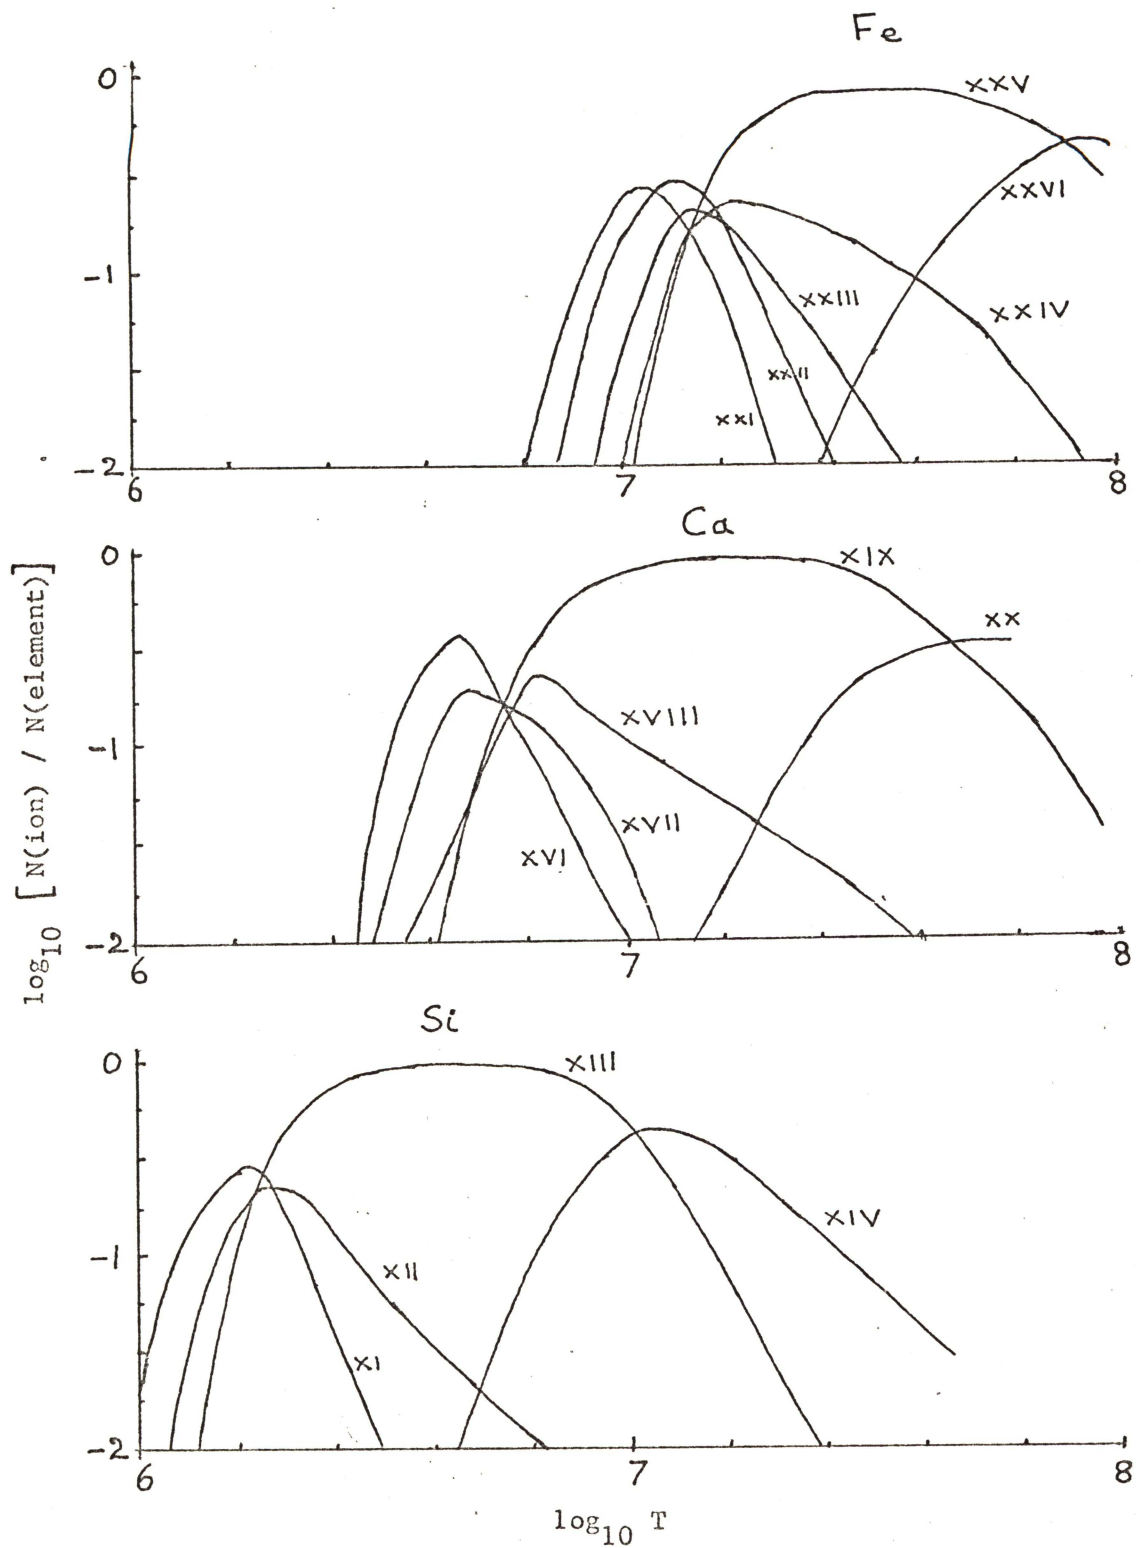 Fe
0
-1
-2
6
7
8
XXV
XXVI
XXIV
XXIII
XXII
XXI
Ca
0
-1
-2
6
7
8
XIX
XX
XVIII
XVII
XVI
Si
0
-1
-2
6
7
8
XIII
XIV
XII
XI
log10 [N(ion) / N(element)]
log10 T